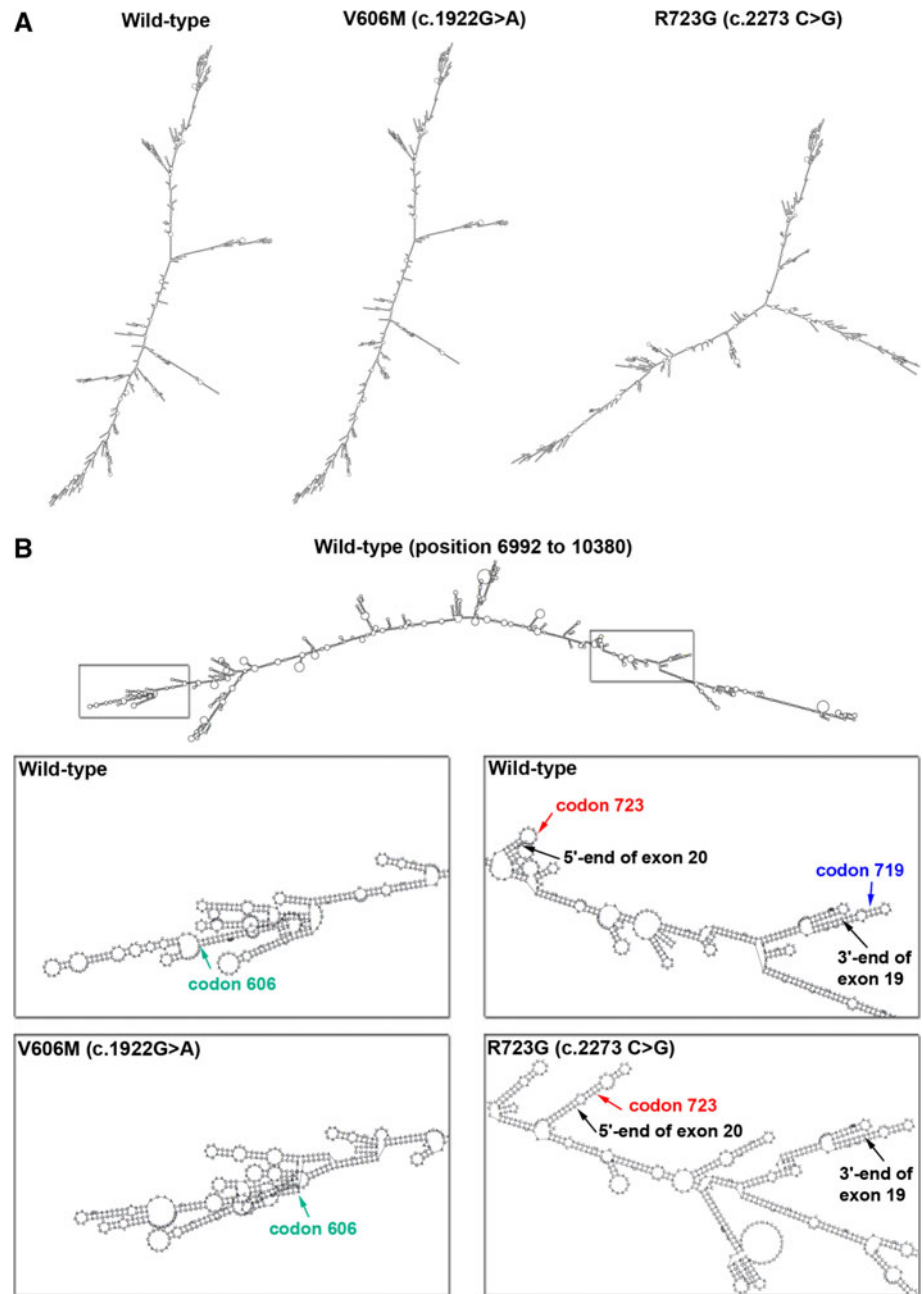 A
Wild-type
V606M (c.1922G>A)
R723G (c.2273 C>G)
B
Wild-type (position 6992 to 10380)
Wild-type
codon 606
Wild-type
codon 723
5'-end of exon 20
codon 719
3'-end of
exon 19
V606M (c.1922G>A)
codon 606
R723G (c.2273 C>G)
codon 723
5'-end of exon 20
3'-end of
exon 19